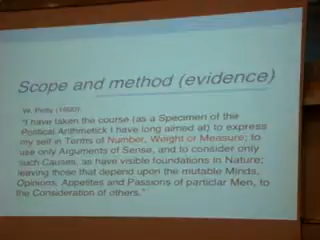 Scope and method (evidence)
W. Petty (1690):
"I have taken the course (as a Specimen of the
Political Arithmetick I have long aimed at) to express
my self in Terms of Number, Weight or Measure; to
use only Arguments of Sense, and to consider only
such Causes, as have visible foundations in Nature;
leaving those that depend upon the mutable Minds,
Opinions, Appetites and Passions of particlar Men, to
the Consideration of others."